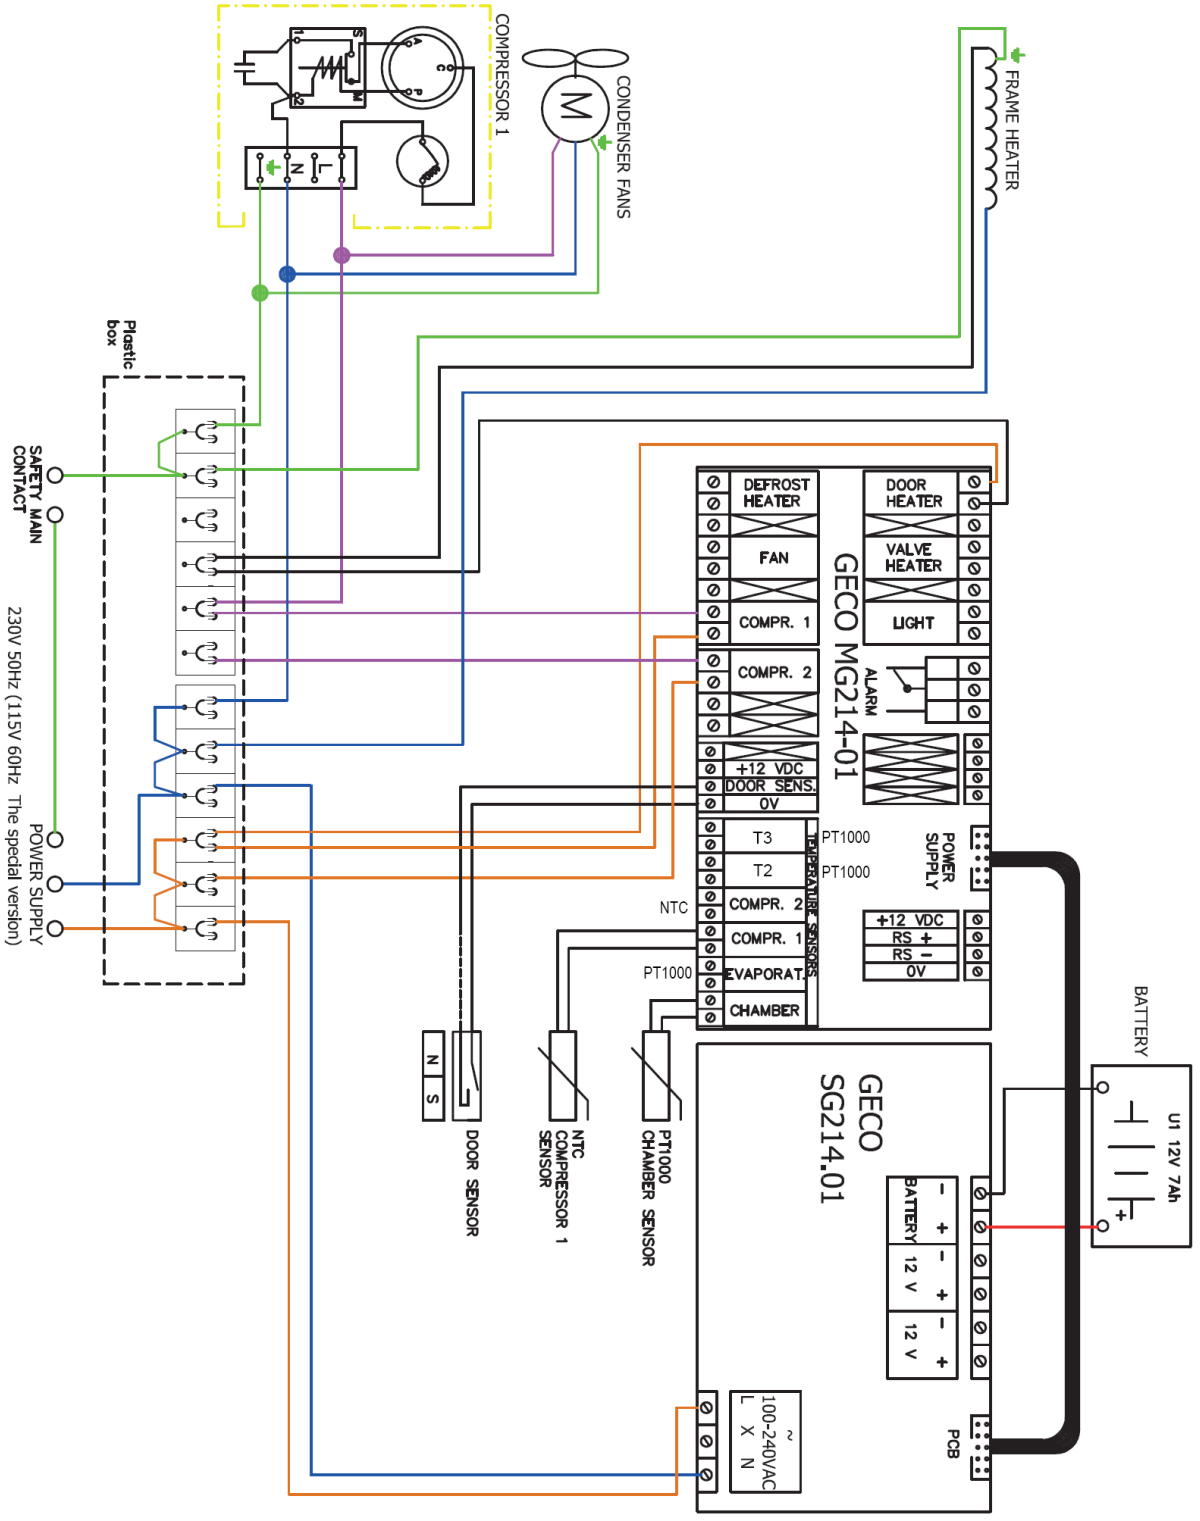 COMPRESSOR 1
1
2
S
M
A
C
P
N
L
M
CONDENSER FANS
FRAME HEATER
Plastic
box
SAFETY MAIN
CONTACT
230V 50Hz (115V 60Hz The special version)
POWER SUPPLY
DEFROST
HEATER
FAN
COMPR. 1
COMPR. 2
+12 VDC
DOOR SENS.
0V
T3
T2
COMPR. 2
COMPR. 1
EVAPORAT.
CHAMBER
TEMPERATURE SENSORS
PT1000
PT1000
NTC
PT1000
GECO MG214-01
DOOR
HEATER
VALVE
HEATER
LIGHT
ALARM
POWER
SUPPLY
+12 VDC
RS +
RS -
0V
BATTERY
U1 12V 7Ah
+
N
S
DOOR SENSOR
NTC
COMPRESSOR 1
SENSOR
PT1000
CHAMBER SENSOR
GECO
SG214.01
- +
BATTERY
- +
12 V
- +
12 V
PCB
~
100-240VAC
L X N